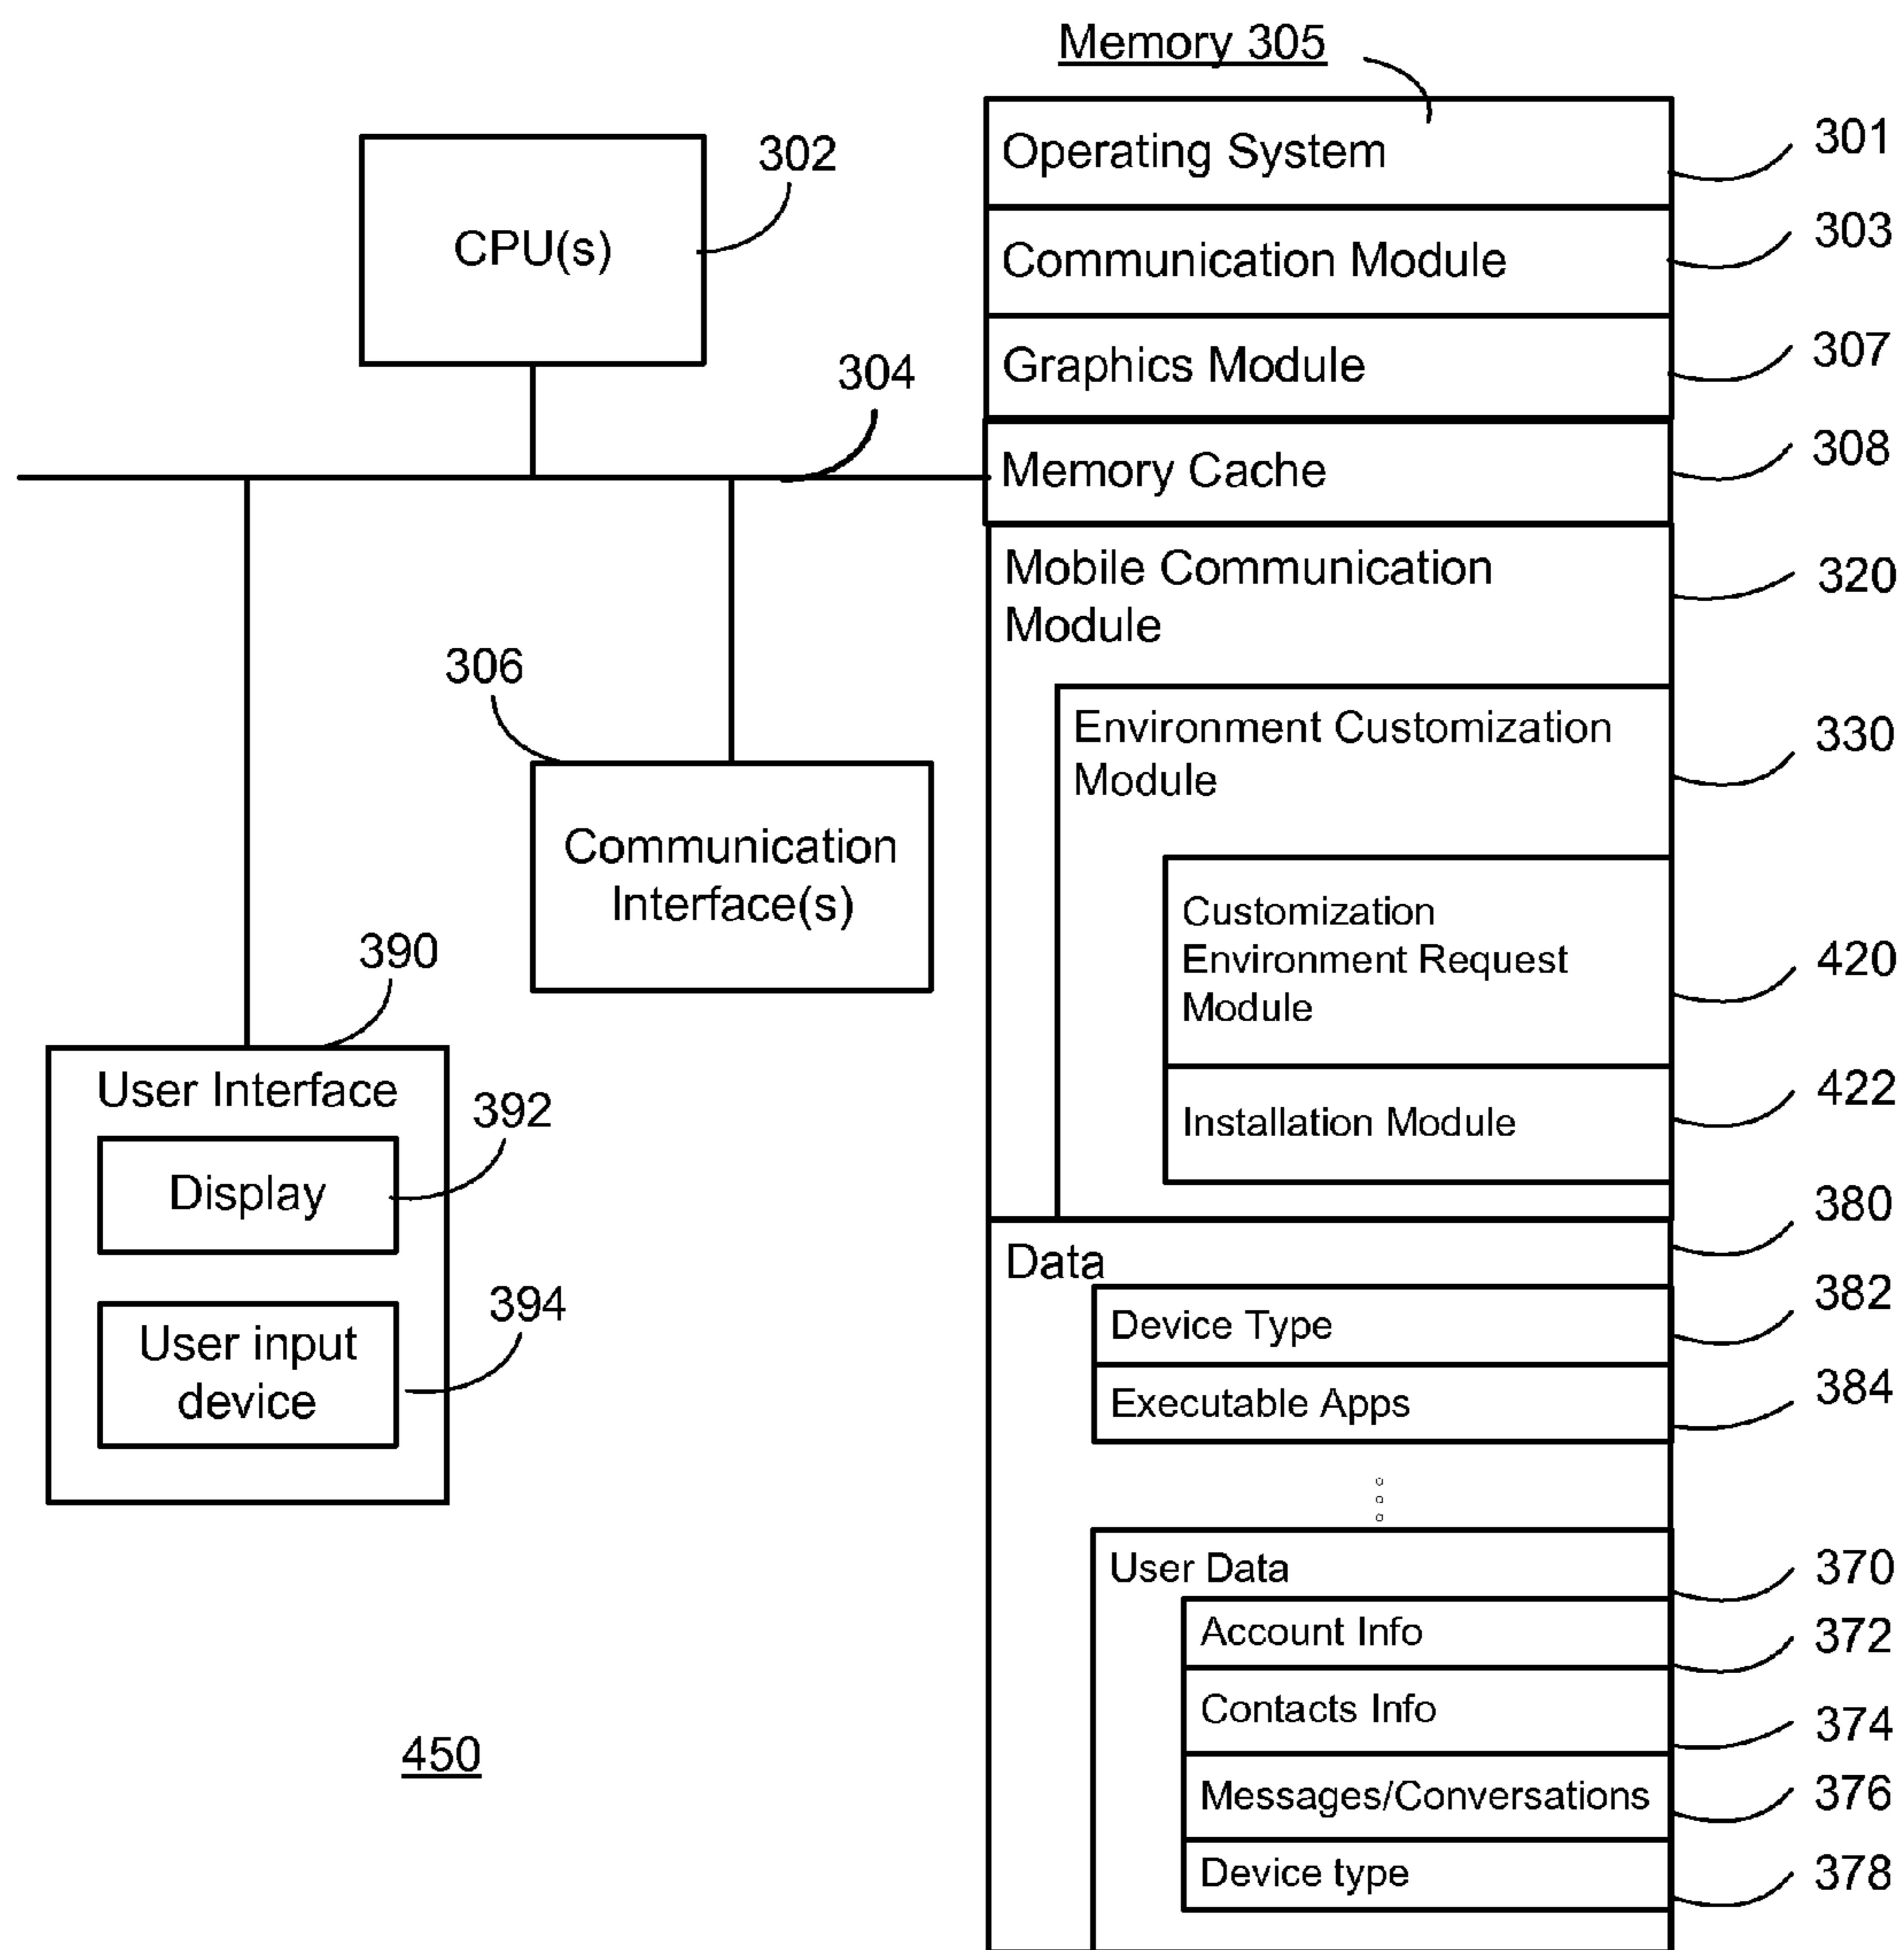 Memory 305
Operating System
301
302
CPU(s)
Communication Module
303
Graphics Module
307
304
Memory Cache
308
Mobile Communication
Module
320
306
Environment Customization
Module
330
Communication
Interface(s)
Customization
Environment Request
Module
420
390
User Interface
392
Display
394
User input
device
Installation Module
422
380
Data
382
Device Type
Executable Apps
384
User Data
370
Account Info
372
Contacts Info
374
Messages/Conversations
376
Device type
378
450